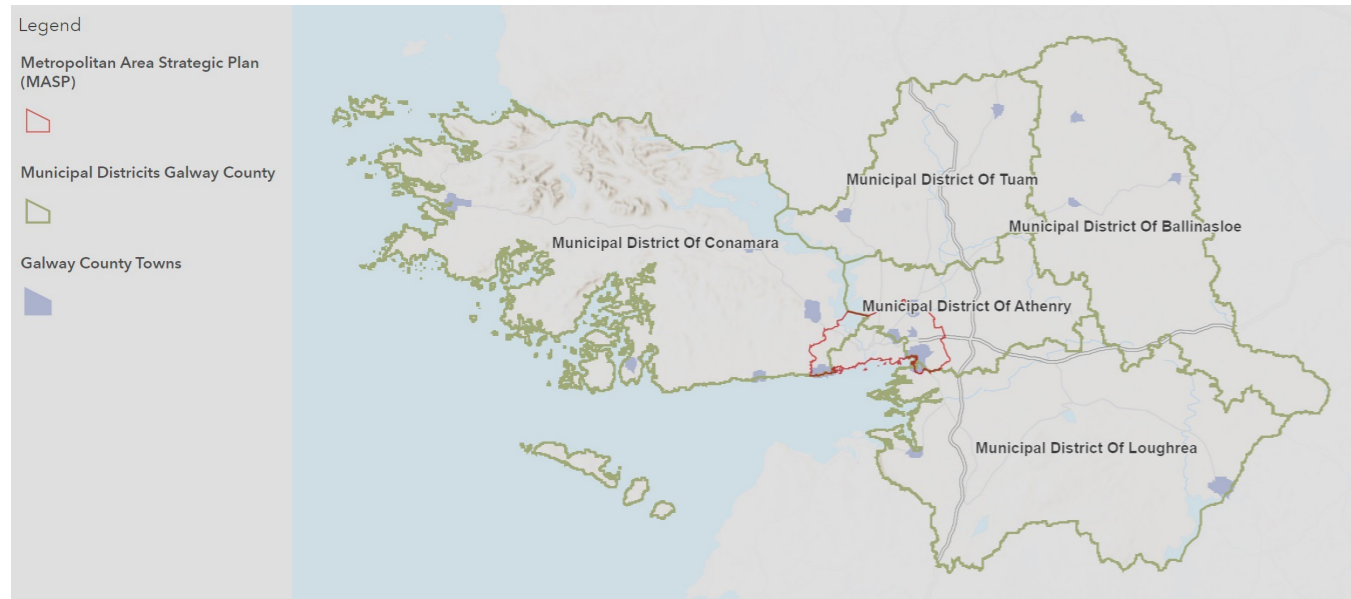 Legend
Metropolitan Area Strategic Plan
(MASP)
Municipal Districits Galway County
Galway County Towns
Municipal District Of Tuam
Municipal District Of Ballinasloe
Municipal District Of Conamara
Municipal District Of Athenry
Municipal District Of Loughrea